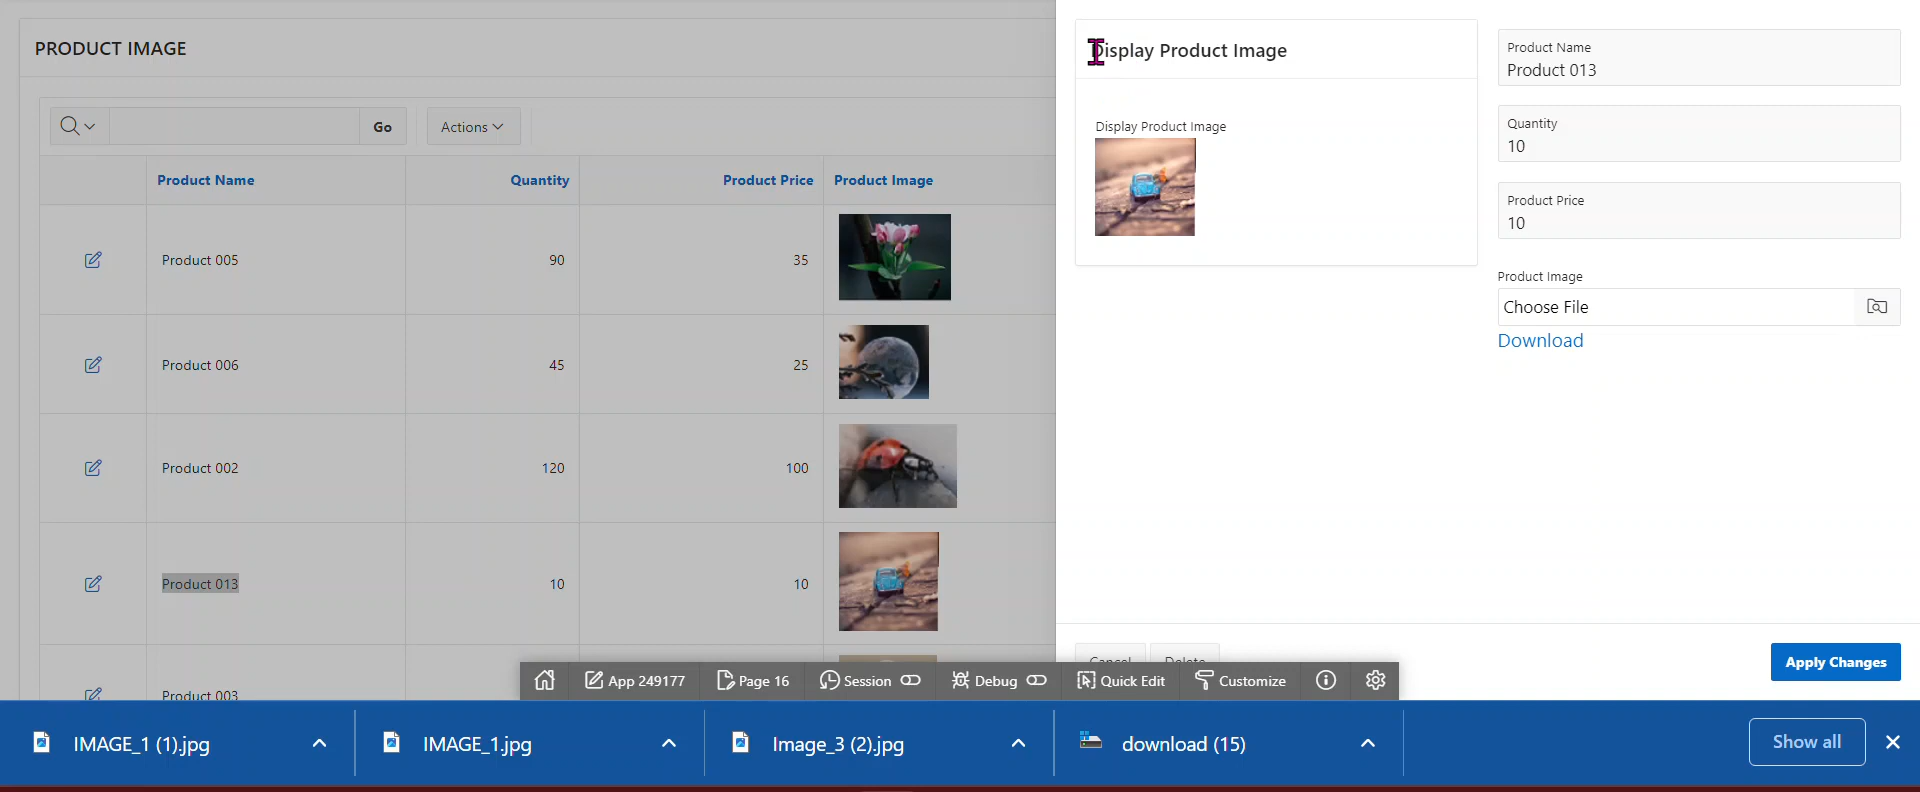 PRODUCT IMAGE
Go
Actions
Product Name Quantity Product Price Product Image
Product 005 90 35
Product 006 45 25
Product 002 120 100
Product 013 10 10
Product 003
Display Product Image
Display Product Image
Product Name
Product 013
Quantity
10
Product Price
10
Product Image
Choose File
Download
Cancel Delete
Apply Changes
App 249177 Page 16 Session Debug Quick Edit Customize
IMAGE_1 (1).jpg IMAGE_1.jpg Image_3 (2).jpg download (15) Show all